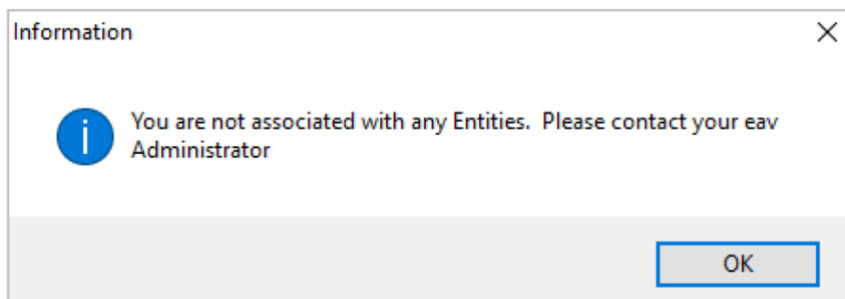 Information
You are not associated with any Entities.  Please contact your eav
Administrator
OK